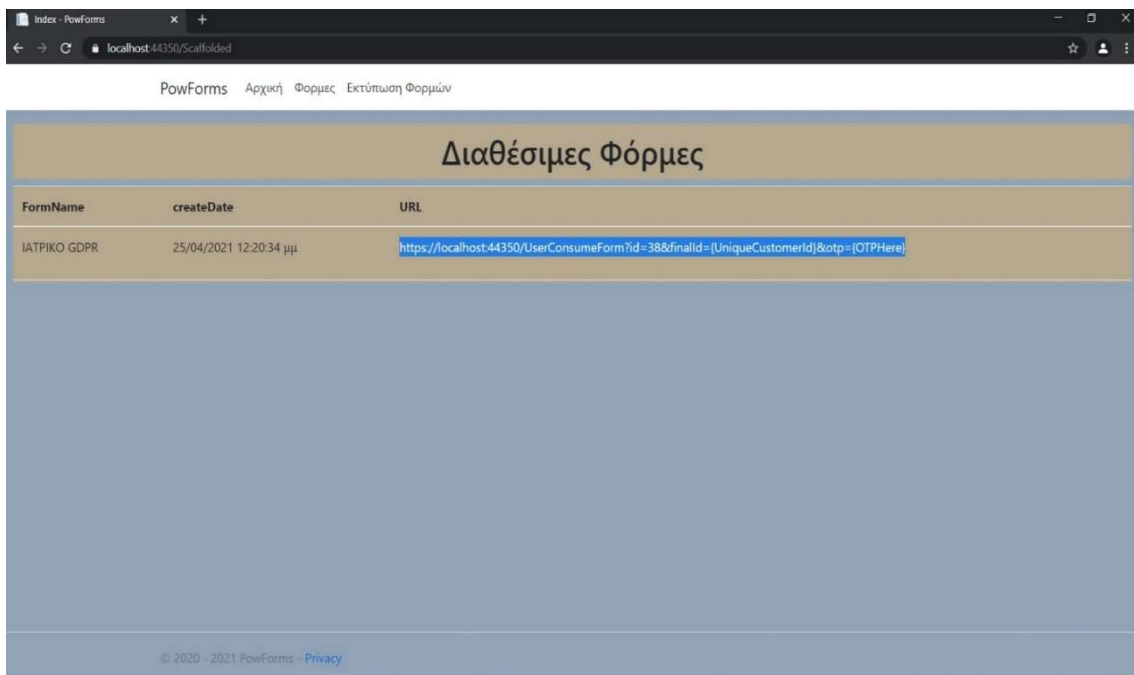 Index - PowForms
localhost:44350/Scaffolded
PowForms Αρχική Φορμες Εκτύπωση Φορμών
Διαθέσιμες Φόρμες
FormName createDate URL
ΙΑΤΡΙΚΟ GDPR 25/04/2021 12:20:34 μμ https://localhost:44350/UserConsumeForm?id=38&finalId={UniqueCustomerId}&otp={OTPHere}
© 2020 - 2021 PowForms - Privacy